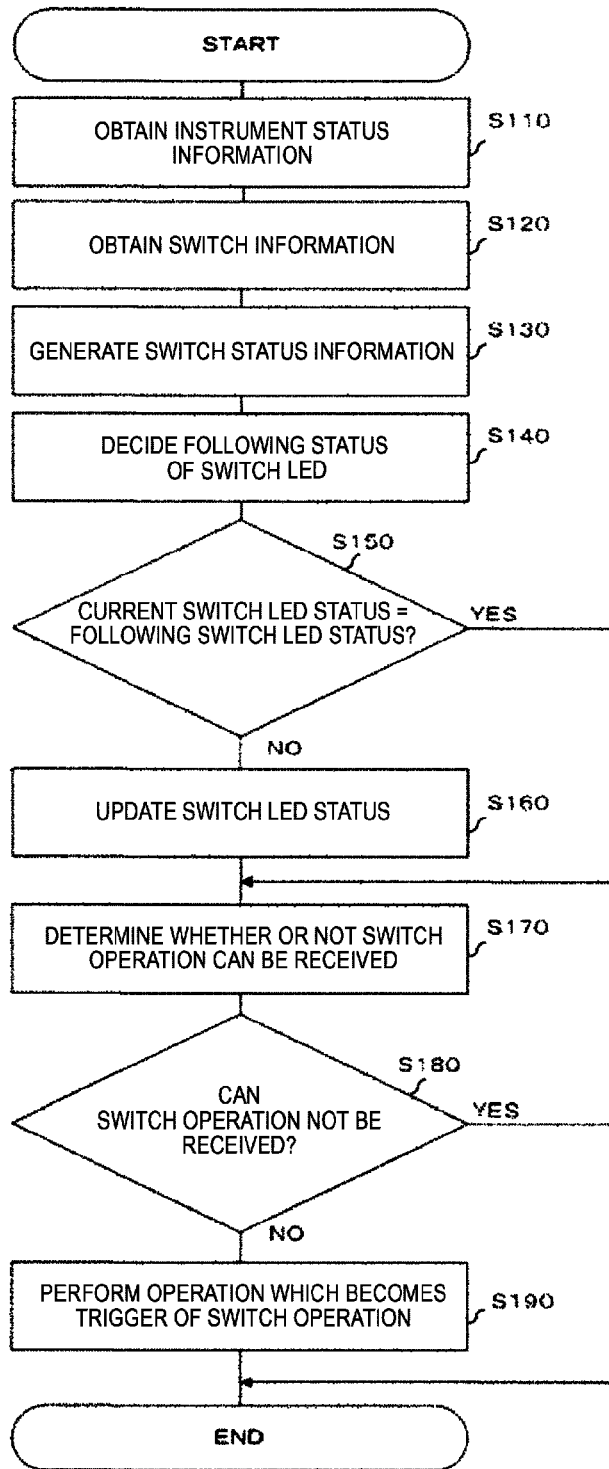 START
OBTAIN INSTRUMENT STATUS
INFORMATION
S110
OBTAIN SWITCH INFORMATION
S120
GENERATE SWITCH STATUS INFORMATION
S130
DECIDE FOLLOWING STATUS
OF SWITCH LED
S140
S150
CURRENT SWITCH LED STATUS =
FOLLOWING SWITCH LED STATUS?
YES
NO
UPDATE SWITCH LED STATUS
S160
DETERMINE WHETHER OR NOT SWITCH
OPERATION CAN BE RECEIVED
S170
S180
CAN
SWITCH OPERATION NOT BE
RECEIVED?
YES
NO
PERFORM OPERATION WHICH BECOMES
TRIGGER OF SWITCH OPERATION
S190
END